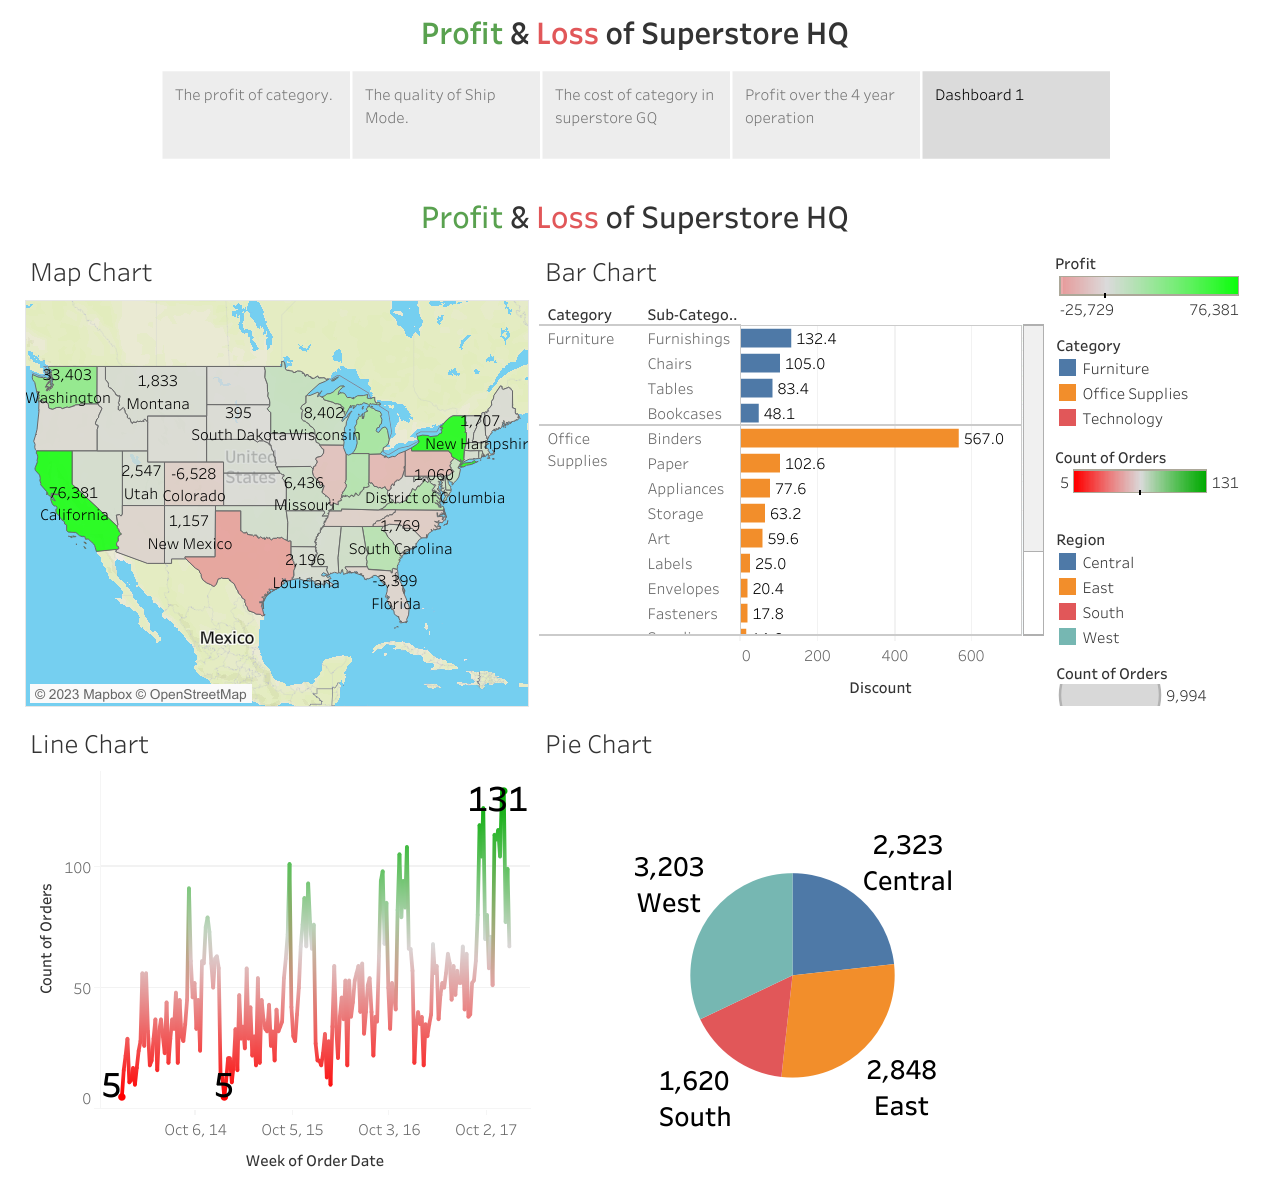 Profit & Loss of Superstore HQ
The profit of category.
The quality of Ship
Mode.
The cost of category in
superstore GQ
Profit over the 4 year
operation
Dashboard 1
Profit & Loss of Superstore HQ
Map Chart
33,403
Washington
1,833
Montana
395
South Dakota
8,402
Wisconsin
1,707
New Hampshir
United
States
76,381
California
2,547
Utah
-6,528
Colorado
6,436
Missouri
1,060
District of Columbia
1,157
New Mexico
1,769
South Carolina
2,196
Louisiana
-3,399
Florida
Mexico
© 2023 Mapbox © OpenStreetMap
Bar Chart
Category Sub-Catego..
Furniture Furnishings 132.4
Chairs 105.0
Tables 83.4
Bookcases 48.1
Office
Supplies
Binders 567.0
Paper 102.6
Appliances 77.6
Storage 63.2
Art 59.6
Labels 25.0
Envelopes 20.4
Fasteners 17.8
0 200 400 600
Discount
Profit
-25,729 76,381
Category
Furniture
Office Supplies
Technology
Count of Orders
5 131
Region
Central
East
South
West
Count of Orders
9,994
Line Chart
131
100
50
0
5
5
Count of Orders
Oct 6, 14 Oct 5, 15 Oct 3, 16 Oct 2, 17
Week of Order Date
Pie Chart
2,323
Central
3,203
West
2,848
East
1,620
South